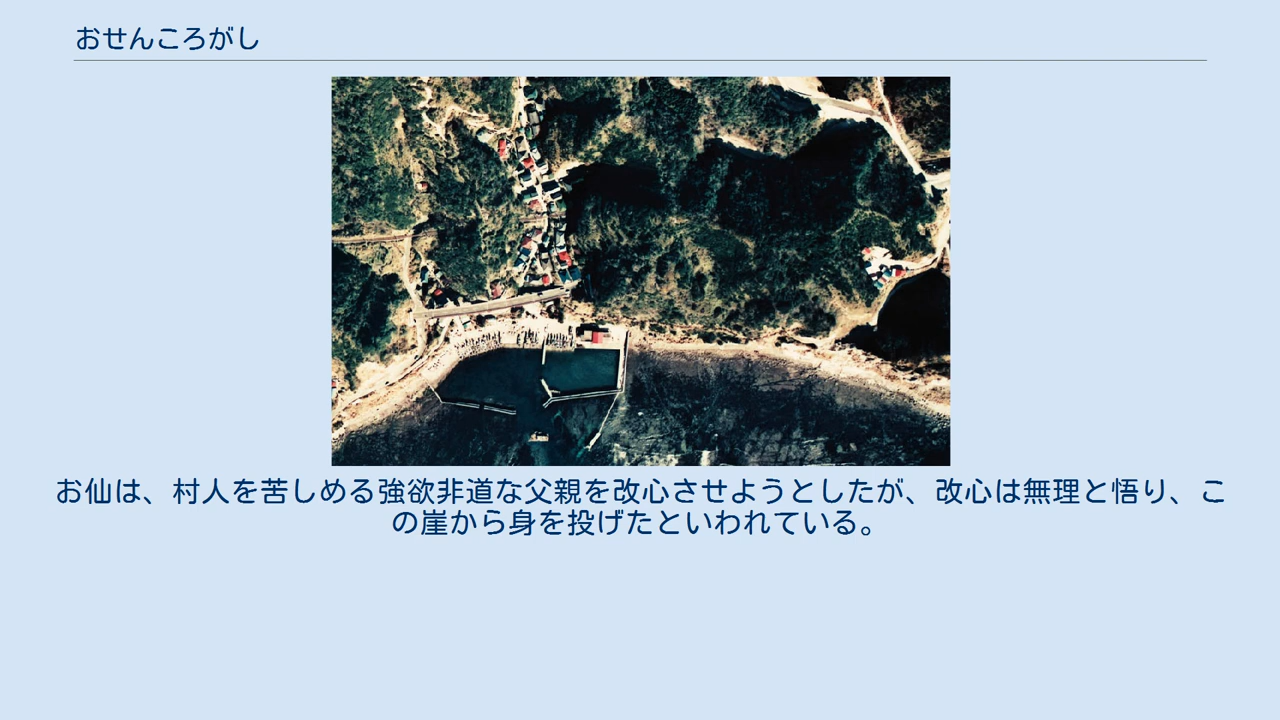 おせんころがし
お仙は、村人を苦しめる強欲非道な父親を改心させようとしたが、改心は無理と悟り、こ
の崖から身を投げたといわれている。